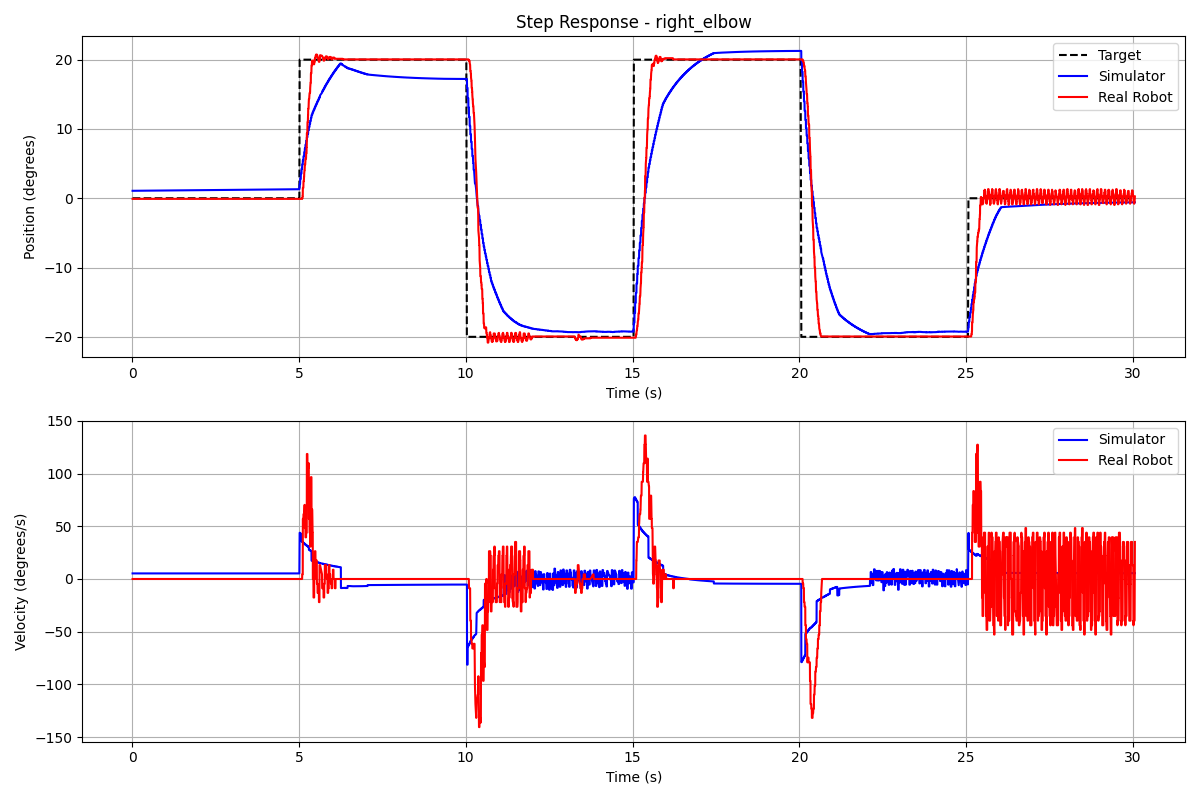 Step Response - right_elbow
Position (degrees)
20
10
0
−10
−20
Target
Simulator
Real Robot
0 5 10 15 20 25 30
Time (s)
Velocity (degrees/s)
150
100
50
0
−50
−100
−150
Simulator
Real Robot
0 5 10 15 20 25 30
Time (s)